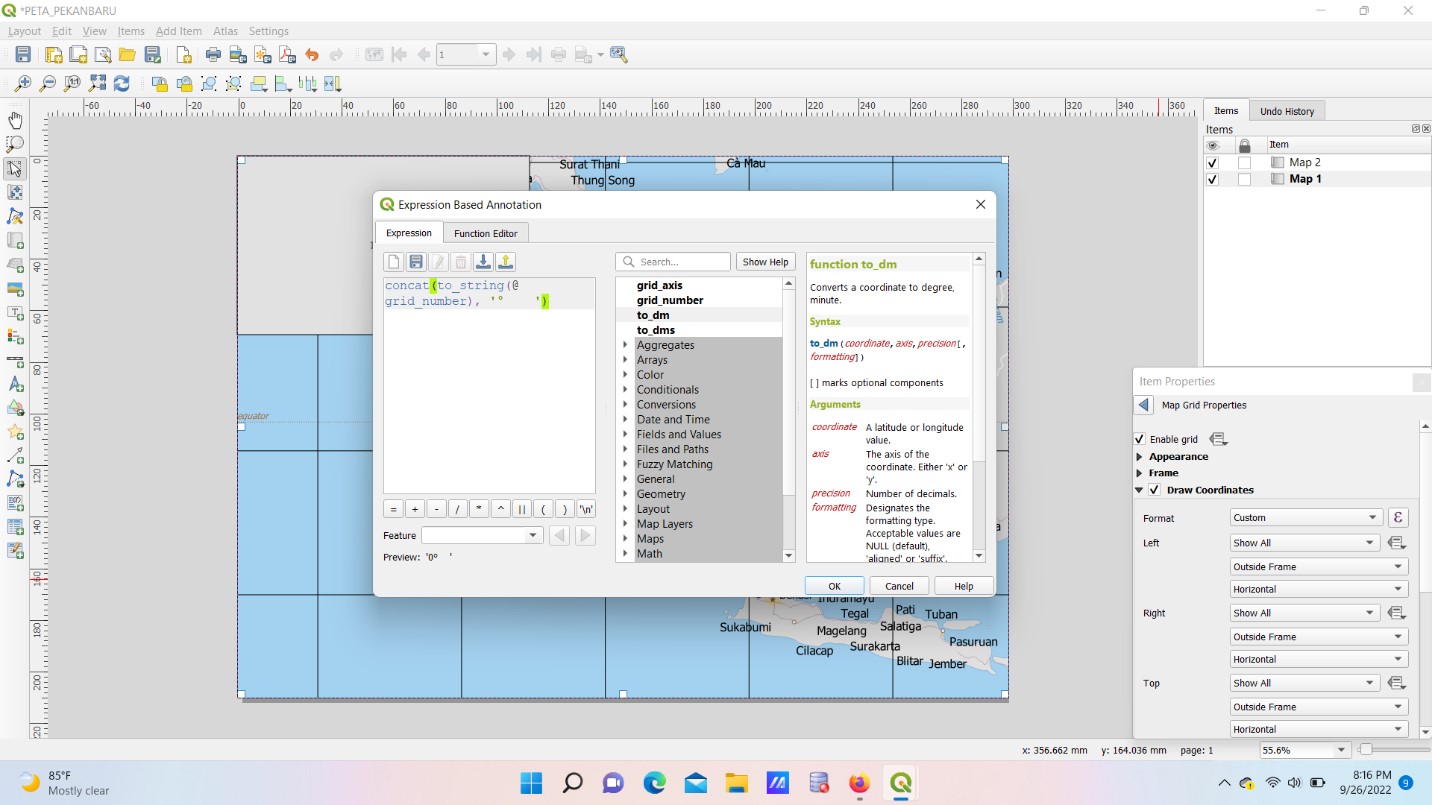 *PETA_PEKANBARU
Layout Edit View Items Add Item Atlas Settings
1
-60 -40 -20 0 20 40 60 80 100 120 140 160 180 200 220 240 260 280 300 320 340 360
Items Undo History
Items
Item
Map 2
Map 1
0 20 40 60 80 100 120 140 160 180 200 220
Surat Thani
Cà Mau
Thung Song
equator
Sukabumi
Indramayu
Tegal
Pati
Tuban
Magelang
Salatiga
Cilacap
Surakarta
Pasuruan
Blitar
Jember
Expression Based Annotation
Expression Function Editor
Search... Show Help
concat(to_string(@
grid_number), '°    ')
= + - / * ^ || ( ) '\n'
Feature
Preview: '0°    '
grid_axis
grid_number
to_dm
to_dms
Aggregates
Arrays
Color
Conditionals
Conversions
Date and Time
Fields and Values
Files and Paths
Fuzzy Matching
General
Geometry
Layout
Map Layers
Maps
Math
function to_dm
Converts a coordinate to degree,
minute.
Syntax
to_dm(coordinate,axis,precision[,
formatting])
[ ] marks optional components
Arguments
coordinate A latitude or longitude
value.
axis The axis of the
coordinate. Either 'x' or
'y'.
precision Number of decimals.
formatting Designates the
formatting type.
Acceptable values are
NULL (default),
'aligned' or 'suffix'.
OK Cancel Help
Item Properties
Map Grid Properties
Enable grid
Appearance
Frame
Draw Coordinates
Format Custom ε
Left Show All
Outside Frame
Horizontal
Right Show All
Outside Frame
Horizontal
Top Show All
Outside Frame
Horizontal
x: 356.662 mm y: 164.036 mm page: 1 55.6%
85°F
Mostly clear
8:16 PM
9/26/2022
9